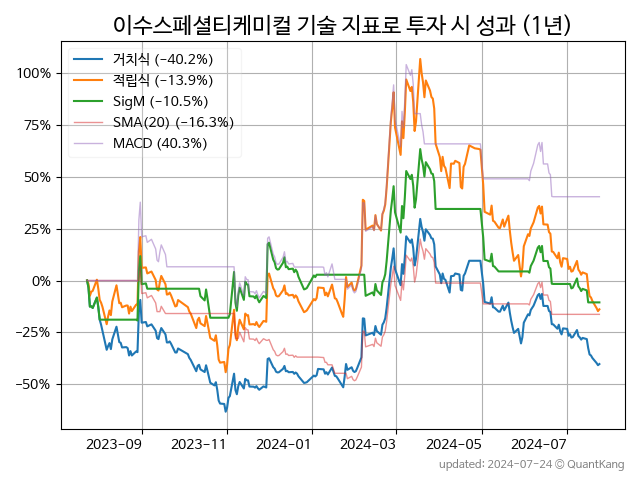 이수스페셜티케미컬 기술 지표로 투자 시 성과 (1년)
거치식 (−40.2%)
적립식 (−13.9%)
SigM (−10.5%)
SMA(20) (−16.3%)
MACD (40.3%)
100%
75%
50%
25%
0%
−25%
−50%
2023-09 2023-11 2024-01 2024-03 2024-05 2024-07
updated: 2024-07-24 © QuantKang